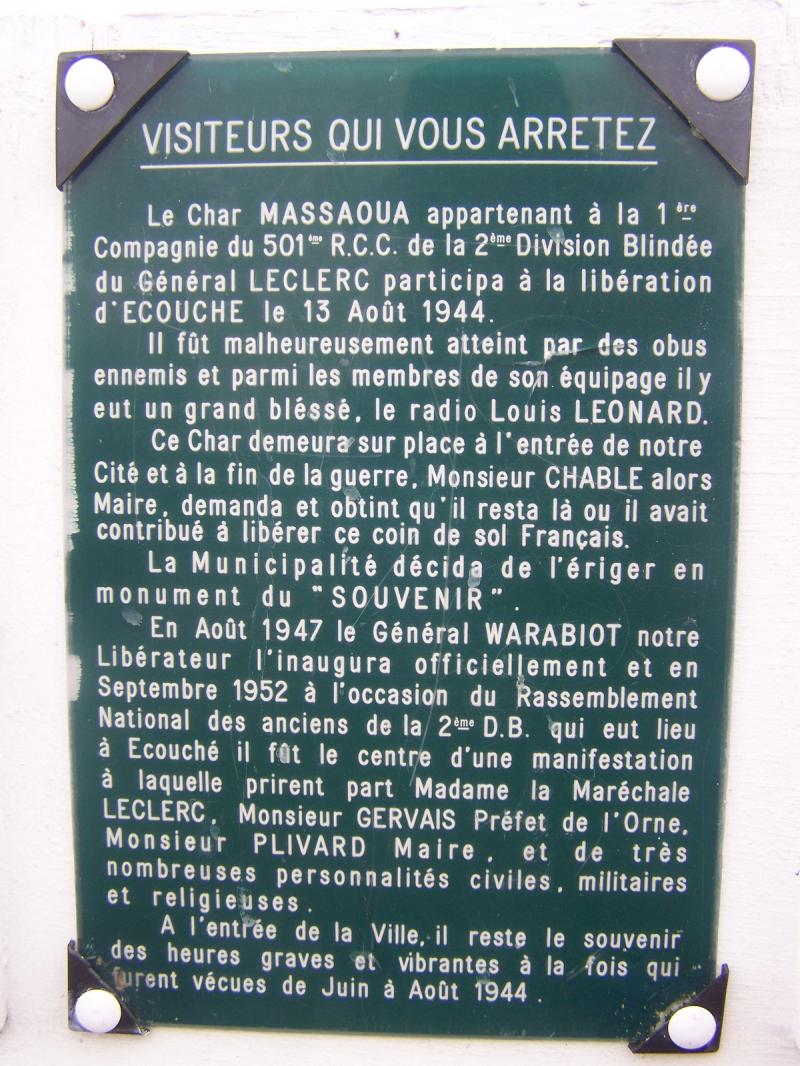 VISITEURS QUI VOUS ARRETEZ
Le Char MASSAOUA appartenant à la 1ère
Compagnie du 501ème R.C.C. de la 2ème Division Blindée
du Général LECLERC participa à la libération
d'ECOUCHE le 13 Août 1944.
Il fût malheureusement atteint par des obus
ennemis et parmi les membres de son équipage il y
eut un grand bléssé, le radio Louis LEONARD.
Ce Char demeura sur place à l'entrée de notre
Cité et à la fin de la guerre, Monsieur CHABLE alors
Maire, demanda et obtint qu'il resta là ou il avait
contribué à libérer ce coin de sol Français.
La Municipalité décida de l'ériger en
monument du "SOUVENIR".
En Août 1947 le Général WARABIOT notre
Libérateur l'inaugura officiellement et en
Septembre 1952 à l'occasion du Rassemblement
National des anciens de la 2ème D.B. qui eut lieu
à Ecouché il fût le centre d'une manifestation
à laquelle prirent part Madame la Maréchale
LECLERC, Monsieur GERVAIS Préfet de l'Orne,
Monsieur PLIVARD Maire, et de très
nombreuses personnalités civiles, militaires
et religieuses.
A l'entrée de la Ville, il reste le souvenir
des heures graves et vibrantes à la fois qui
furent vécues de Juin à Août 1944.